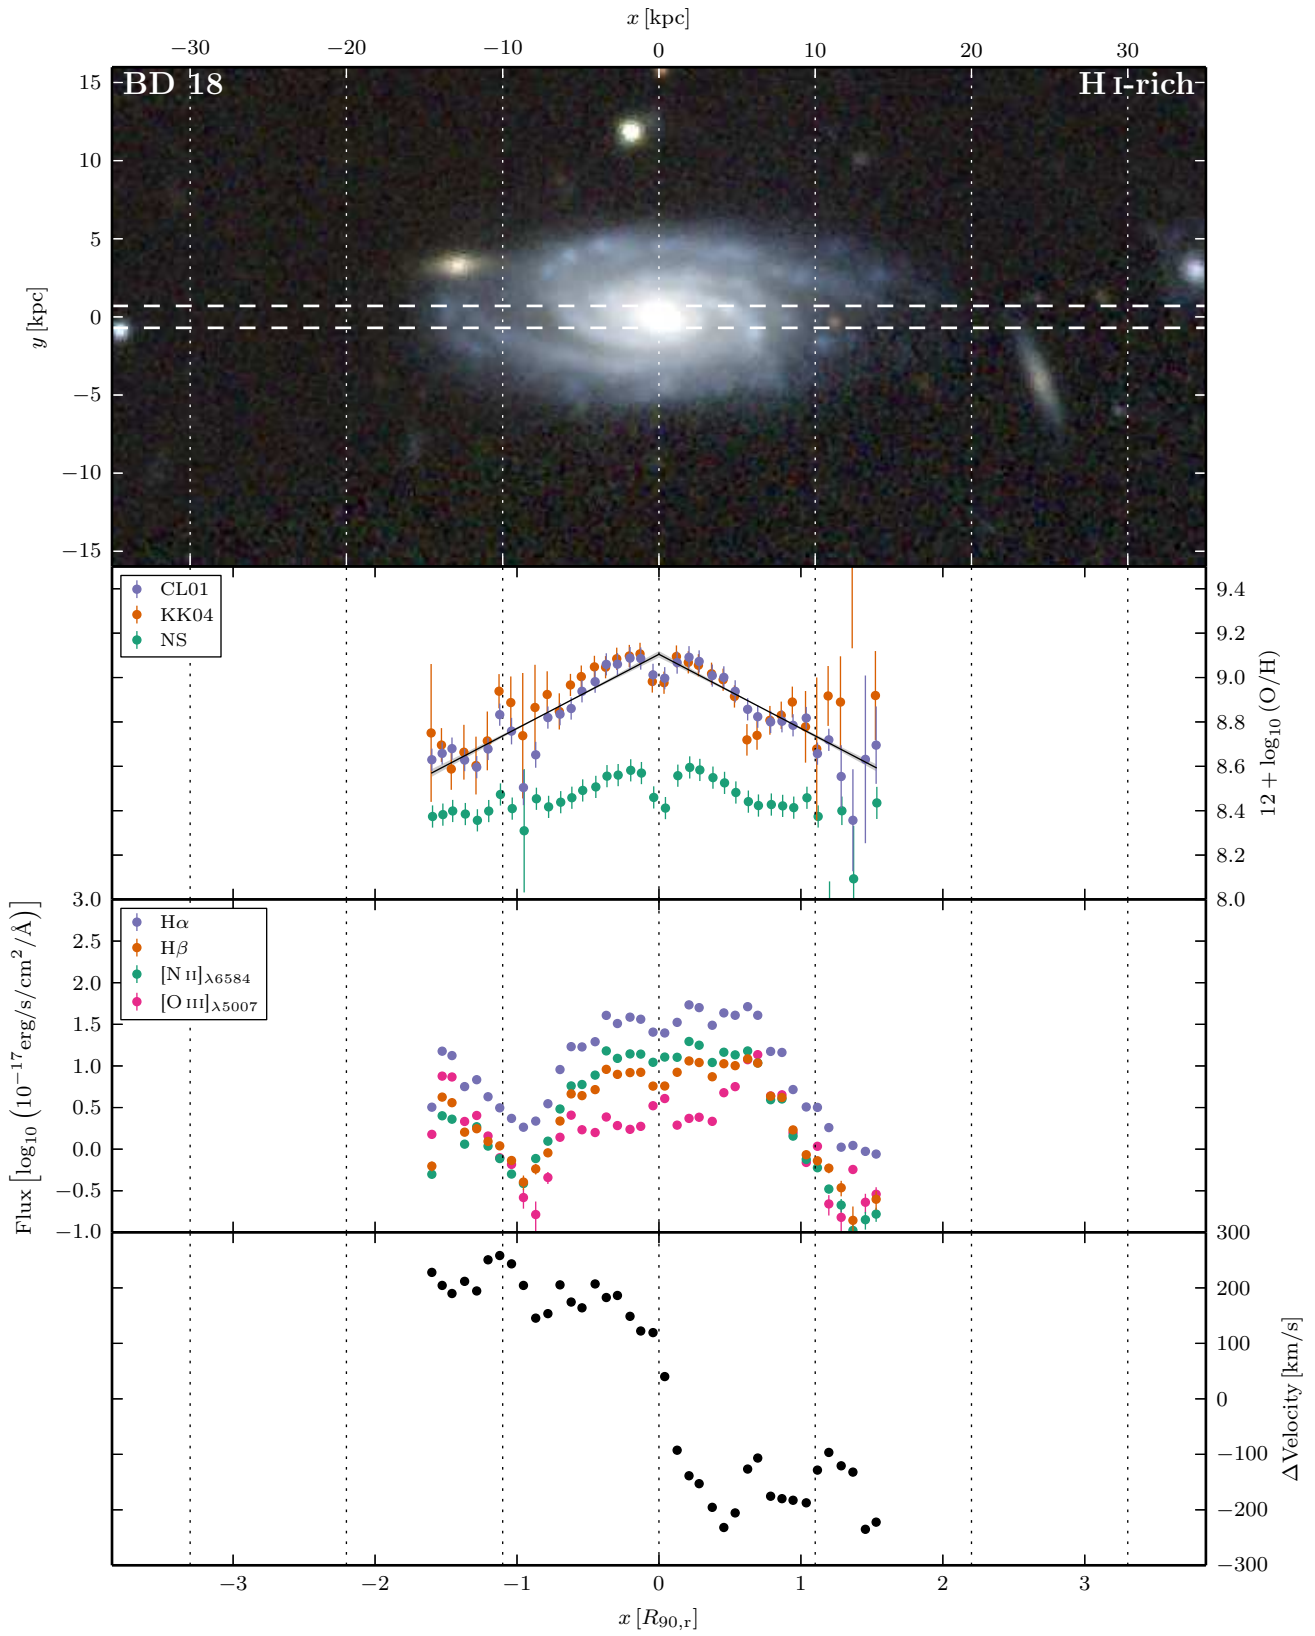 x [kpc]
−30 −20 −10 0 10 20 30
BD 18 H I-rich
15
10
5
0
−5
−10
−15
y [kpc]
CL01
KK04
NS
9.4
9.2
9.0
8.8
8.6
8.4
8.2
8.0
12 + log₁₀ (O/H)
3.0
2.5
2.0
1.5
1.0
0.5
0.0
−0.5
−1.0
Flux [log₁₀ (10⁻¹⁷erg/s/cm²/Å)]
Hα
Hβ
[N II]λ6584
[O III]λ5007
300
200
100
0
−100
−200
−300
ΔVelocity [km/s]
−3 −2 −1 0 1 2 3
x [R₉₀,r]